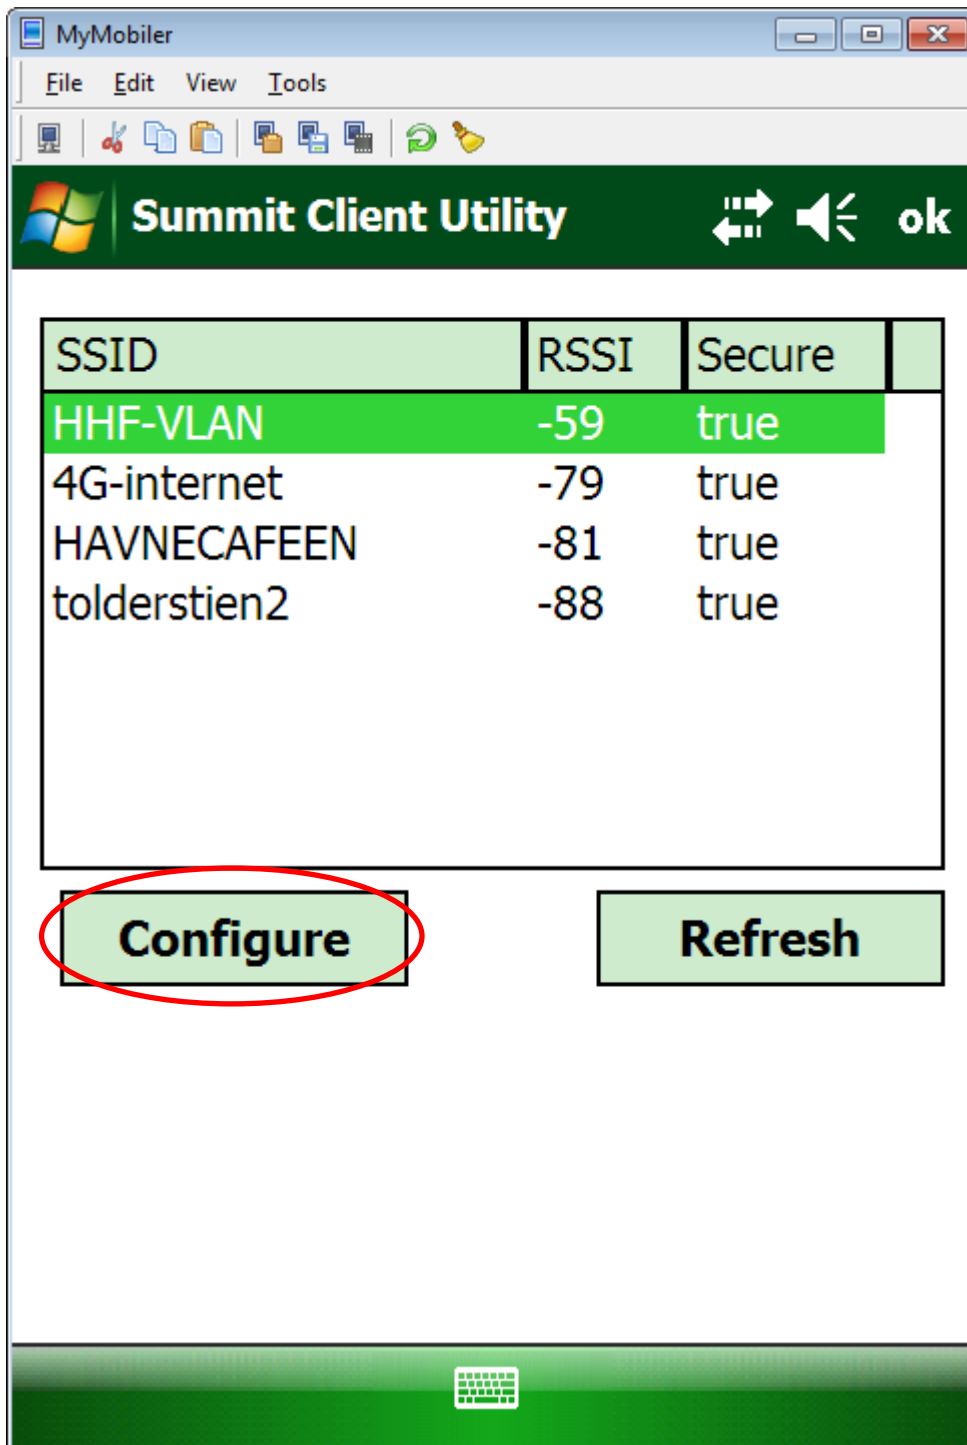 MyMobiler
File Edit View Tools
Summit Client Utility ok
SSID RSSI Secure
HHF-VLAN -59 true
4G-internet -79 true
HAVNECAFEEN -81 true
tolderstien2 -88 true
Configure Refresh